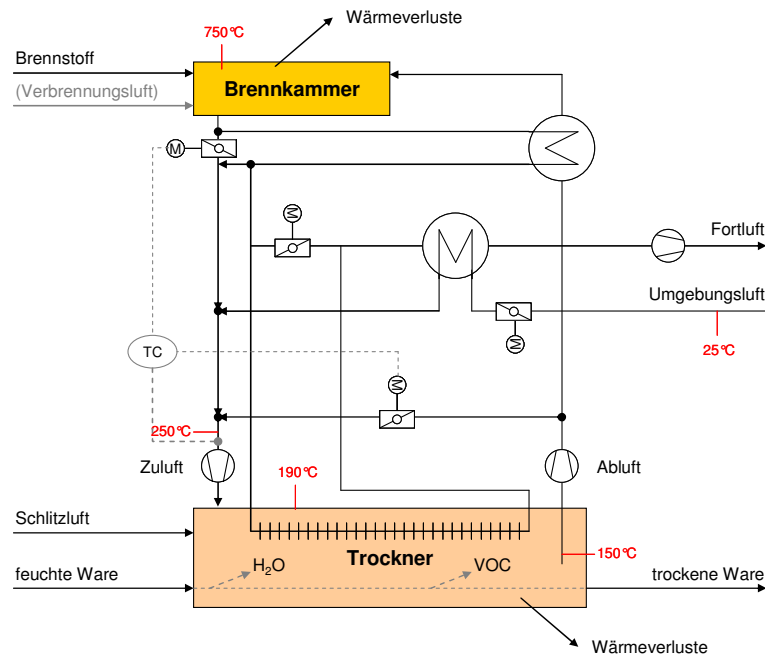 Wärmeverluste
750°C
Brennstoff
(Verbrennungsluft)
Brennkammer
M
M
Fortluft
Umgebungsluft
M
25°C
TC
M
250°C
Zuluft
Abluft
190°C
Schlitzluft
150°C
Trockner
feuchte Ware
H₂O
VOC
trockene Ware
Wärmeverluste